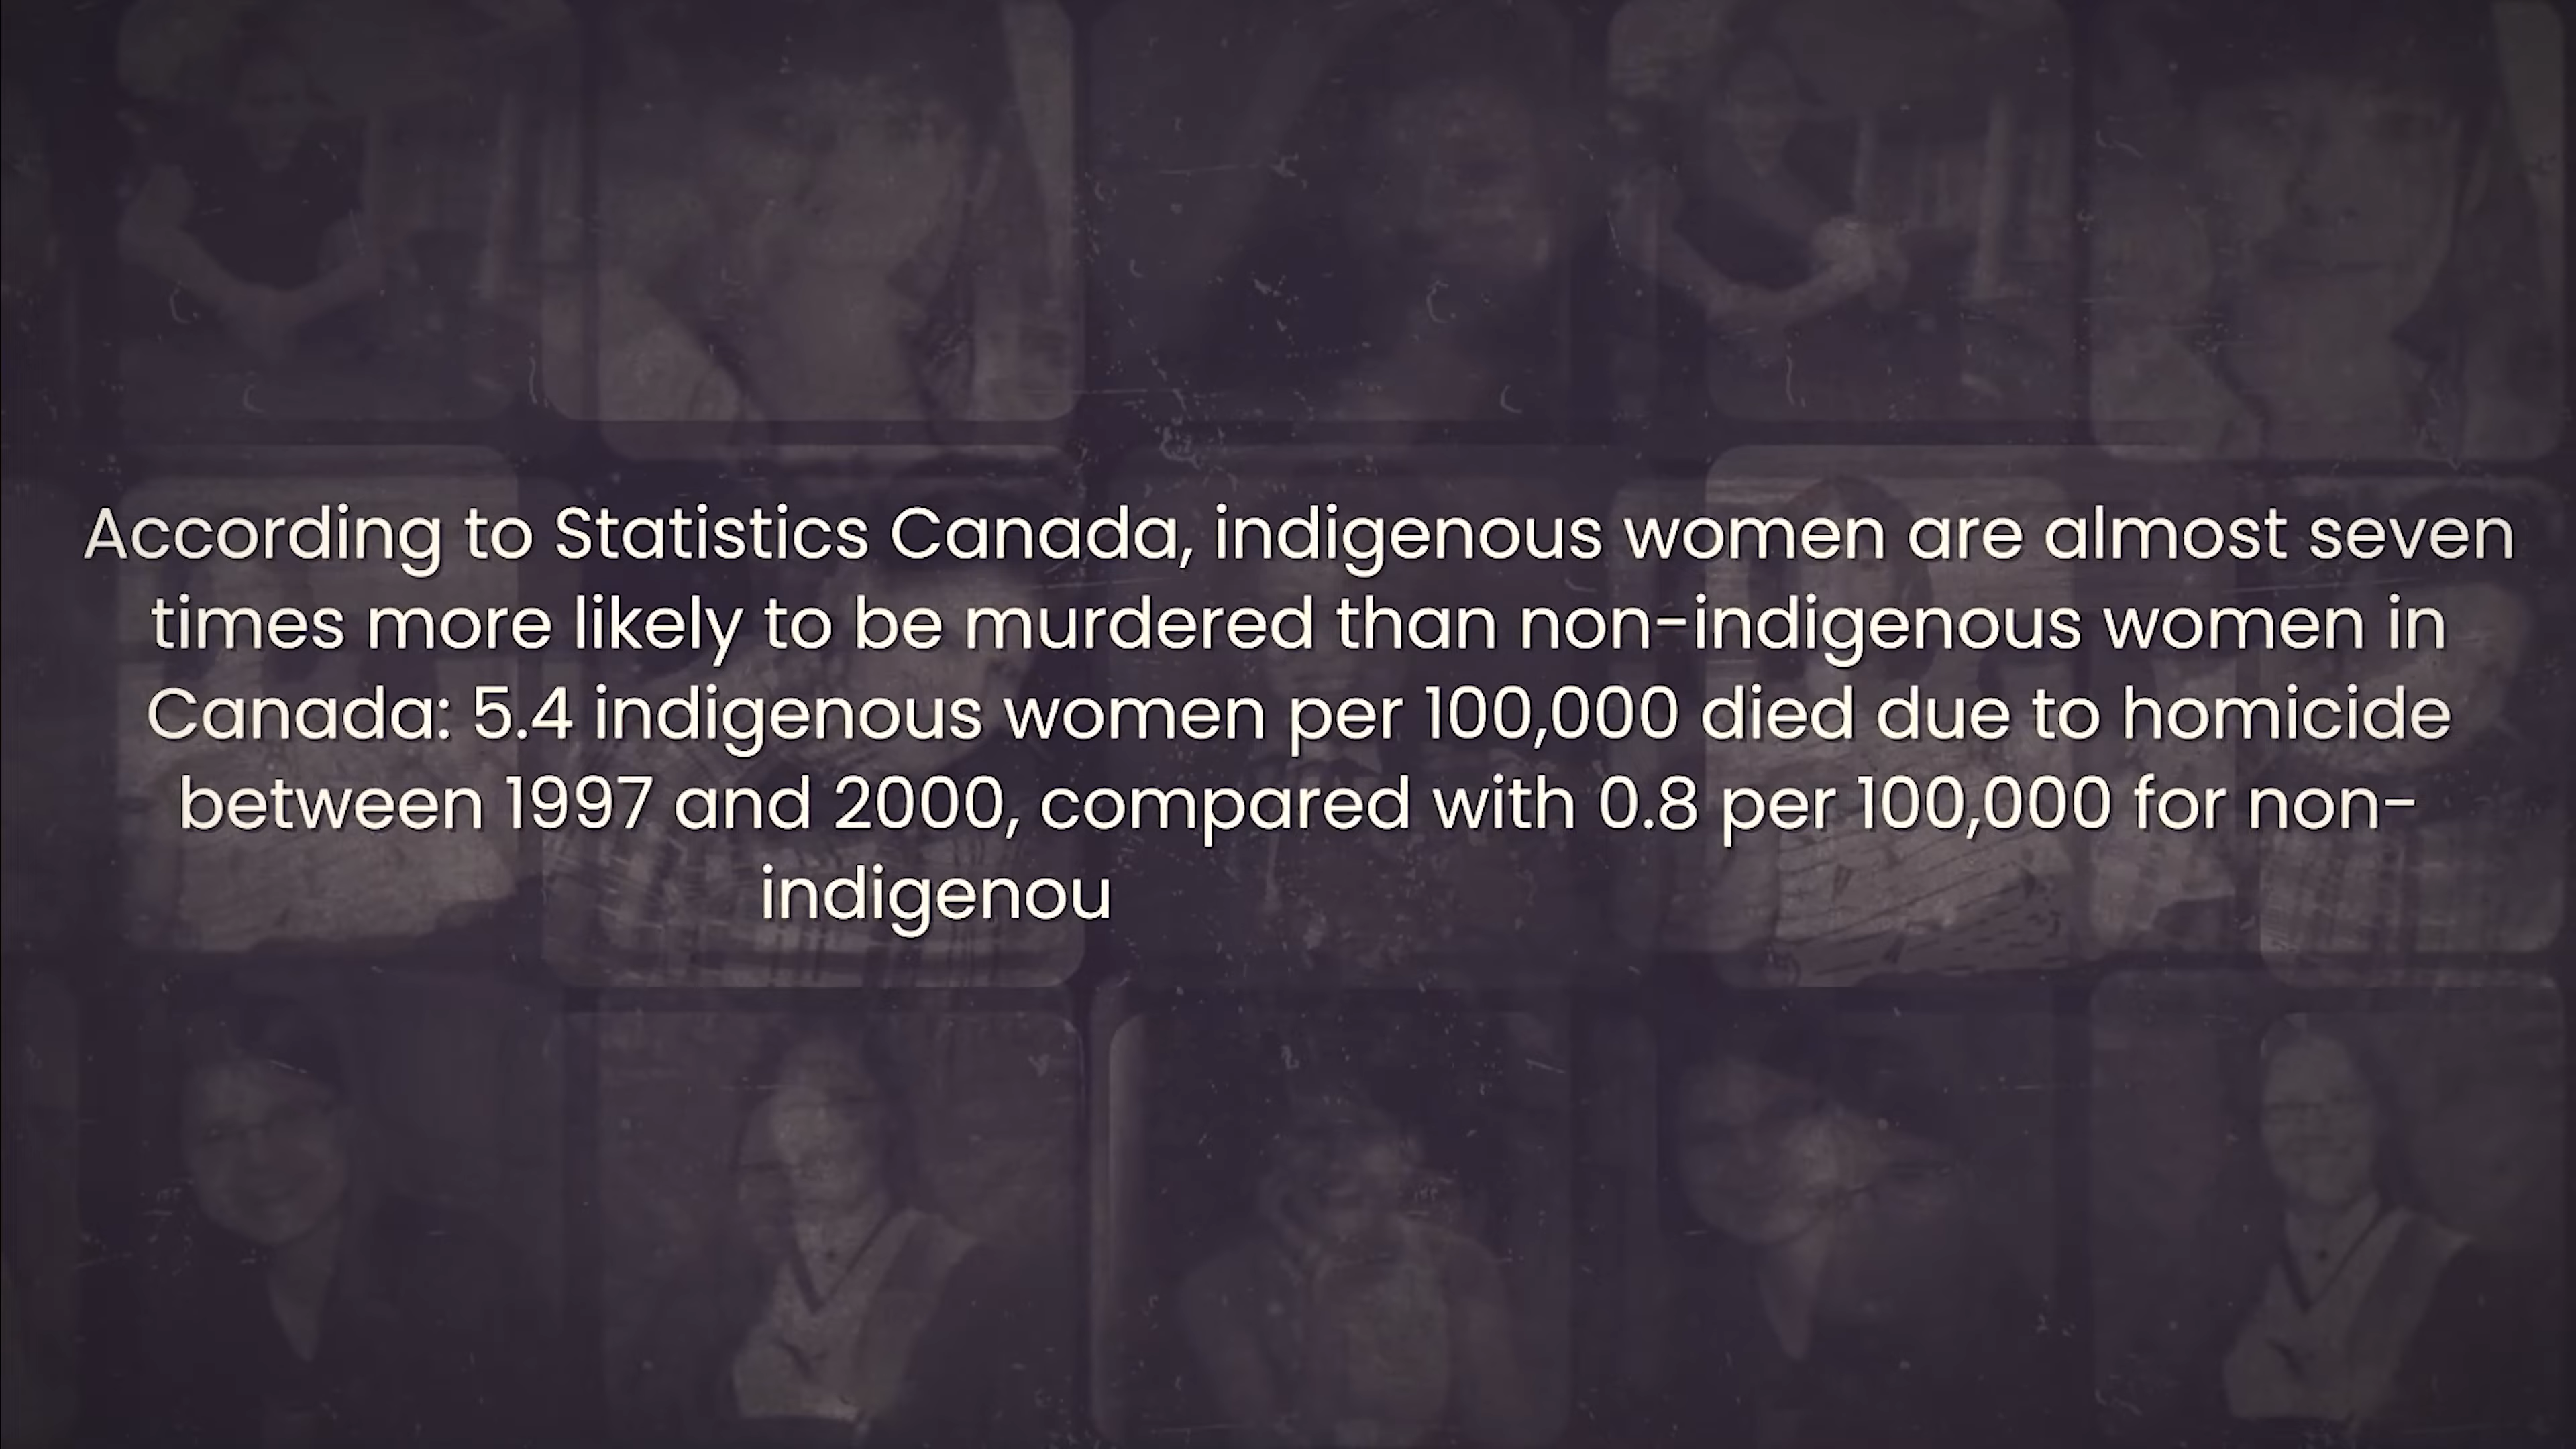 According to Statistics Canada, indigenous women are almost seven
times more likely to be murdered than non-indigenous women in
Canada: 5.4 indigenous women per 100,000 died due to homicide
between 1997 and 2000, compared with 0.8 per 100,000 for non-
indigenou